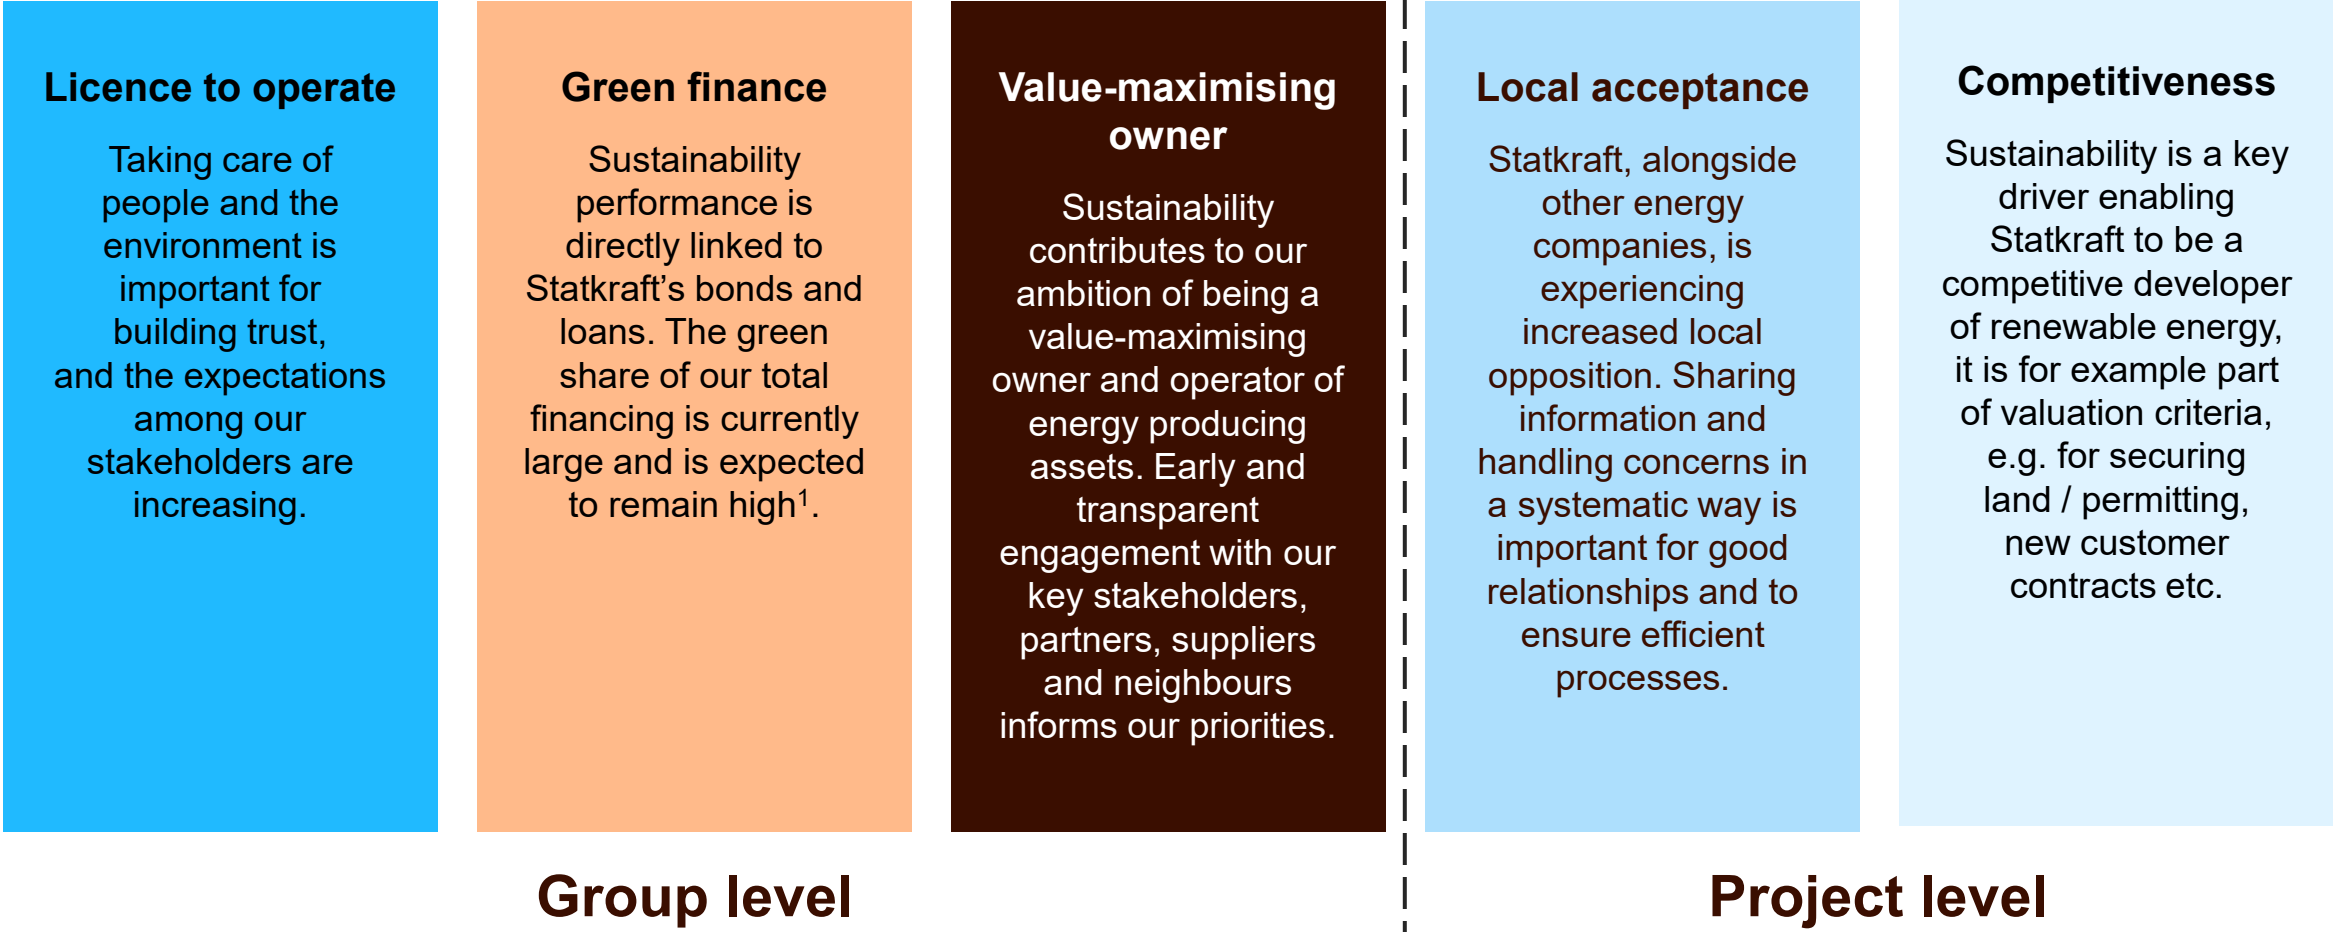 Licence to operate
Taking care of
people and the
environment is
important for
building trust,
and the expectations
among our
stakeholders are
increasing.
Green finance
Sustainability
performance is
directly linked to
Statkraft’s bonds and
loans. The green
share of our total
financing is currently
large and is expected
to remain high¹.
Value-maximising
owner
Sustainability
contributes to our
ambition of being a
value-maximising
owner and operator of
energy producing
assets. Early and
transparent
engagement with our
key stakeholders,
partners, suppliers
and neighbours
informs our priorities.
Local acceptance
Statkraft, alongside
other energy
companies, is
experiencing
increased local
opposition. Sharing
information and
handling concerns in
a systematic way is
important for good
relationships and to
ensure efficient
processes.
Competitiveness
Sustainability is a key
driver enabling
Statkraft to be a
competitive developer
of renewable energy,
it is for example part
of valuation criteria,
e.g. for securing
land / permitting,
new customer
contracts etc.
Group level
Project level